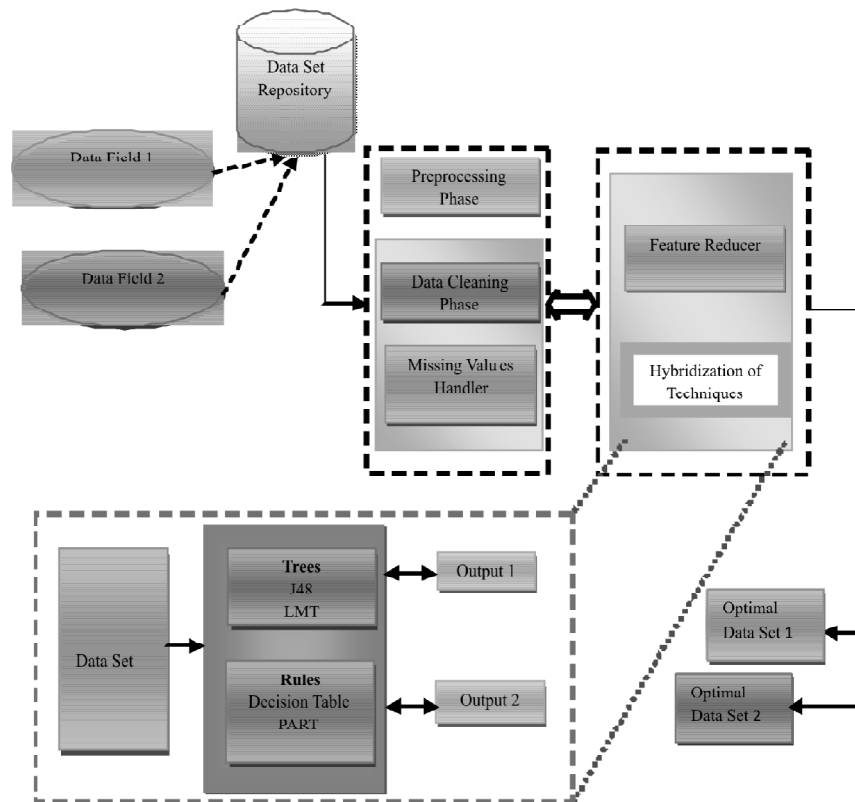 Data Set
Repository
Data Field 1
Data Field 2
Preprocessing
Phase
Data Cleaning
Phase
Missing Values
Handler
Feature Reducer
Hybridization of
Techniques
Data Set
Trees
J48
LMT
Rules
Decision Table
PART
Output 1
Output 2
Optimal
Data Set 1
Optimal
Data Set 2